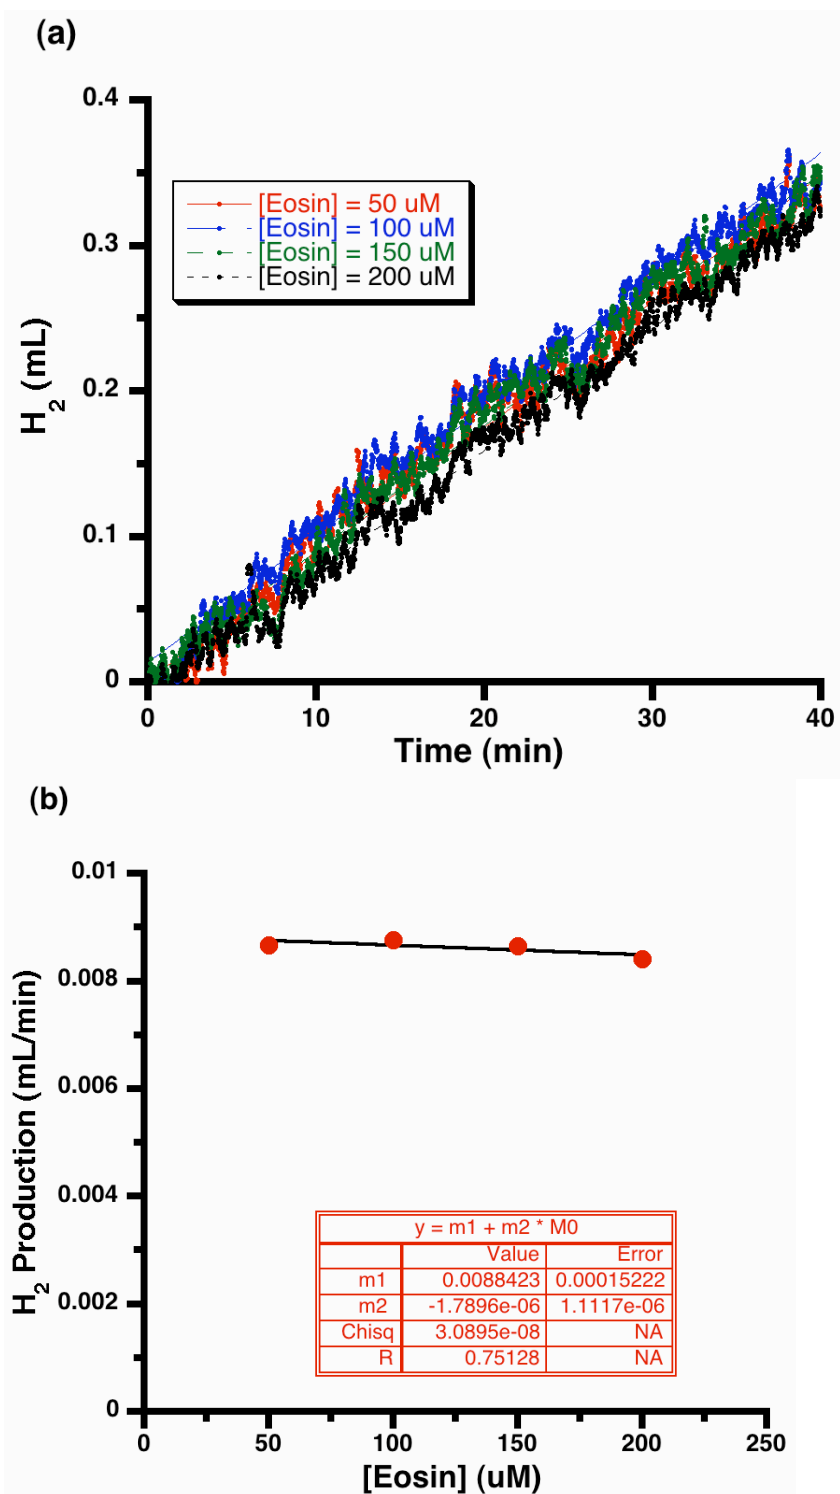 (a)
0.4
0.3
0.2
0.1
0
H2 (mL)
[Eosin] = 50 uM
[Eosin] = 100 uM
[Eosin] = 150 uM
[Eosin] = 200 uM
0 10 20 30 40
Time (min)
(b)
0.01
0.008
0.006
0.004
0.002
0
H2 Production (mL/min)
y = m1 + m2 * M0
Value Error
m1 0.0088423 0.00015222
m2 -1.7896e-06 1.1117e-06
Chisq 3.0895e-08 NA
R 0.75128 NA
0 50 100 150 200 250
[Eosin] (uM)